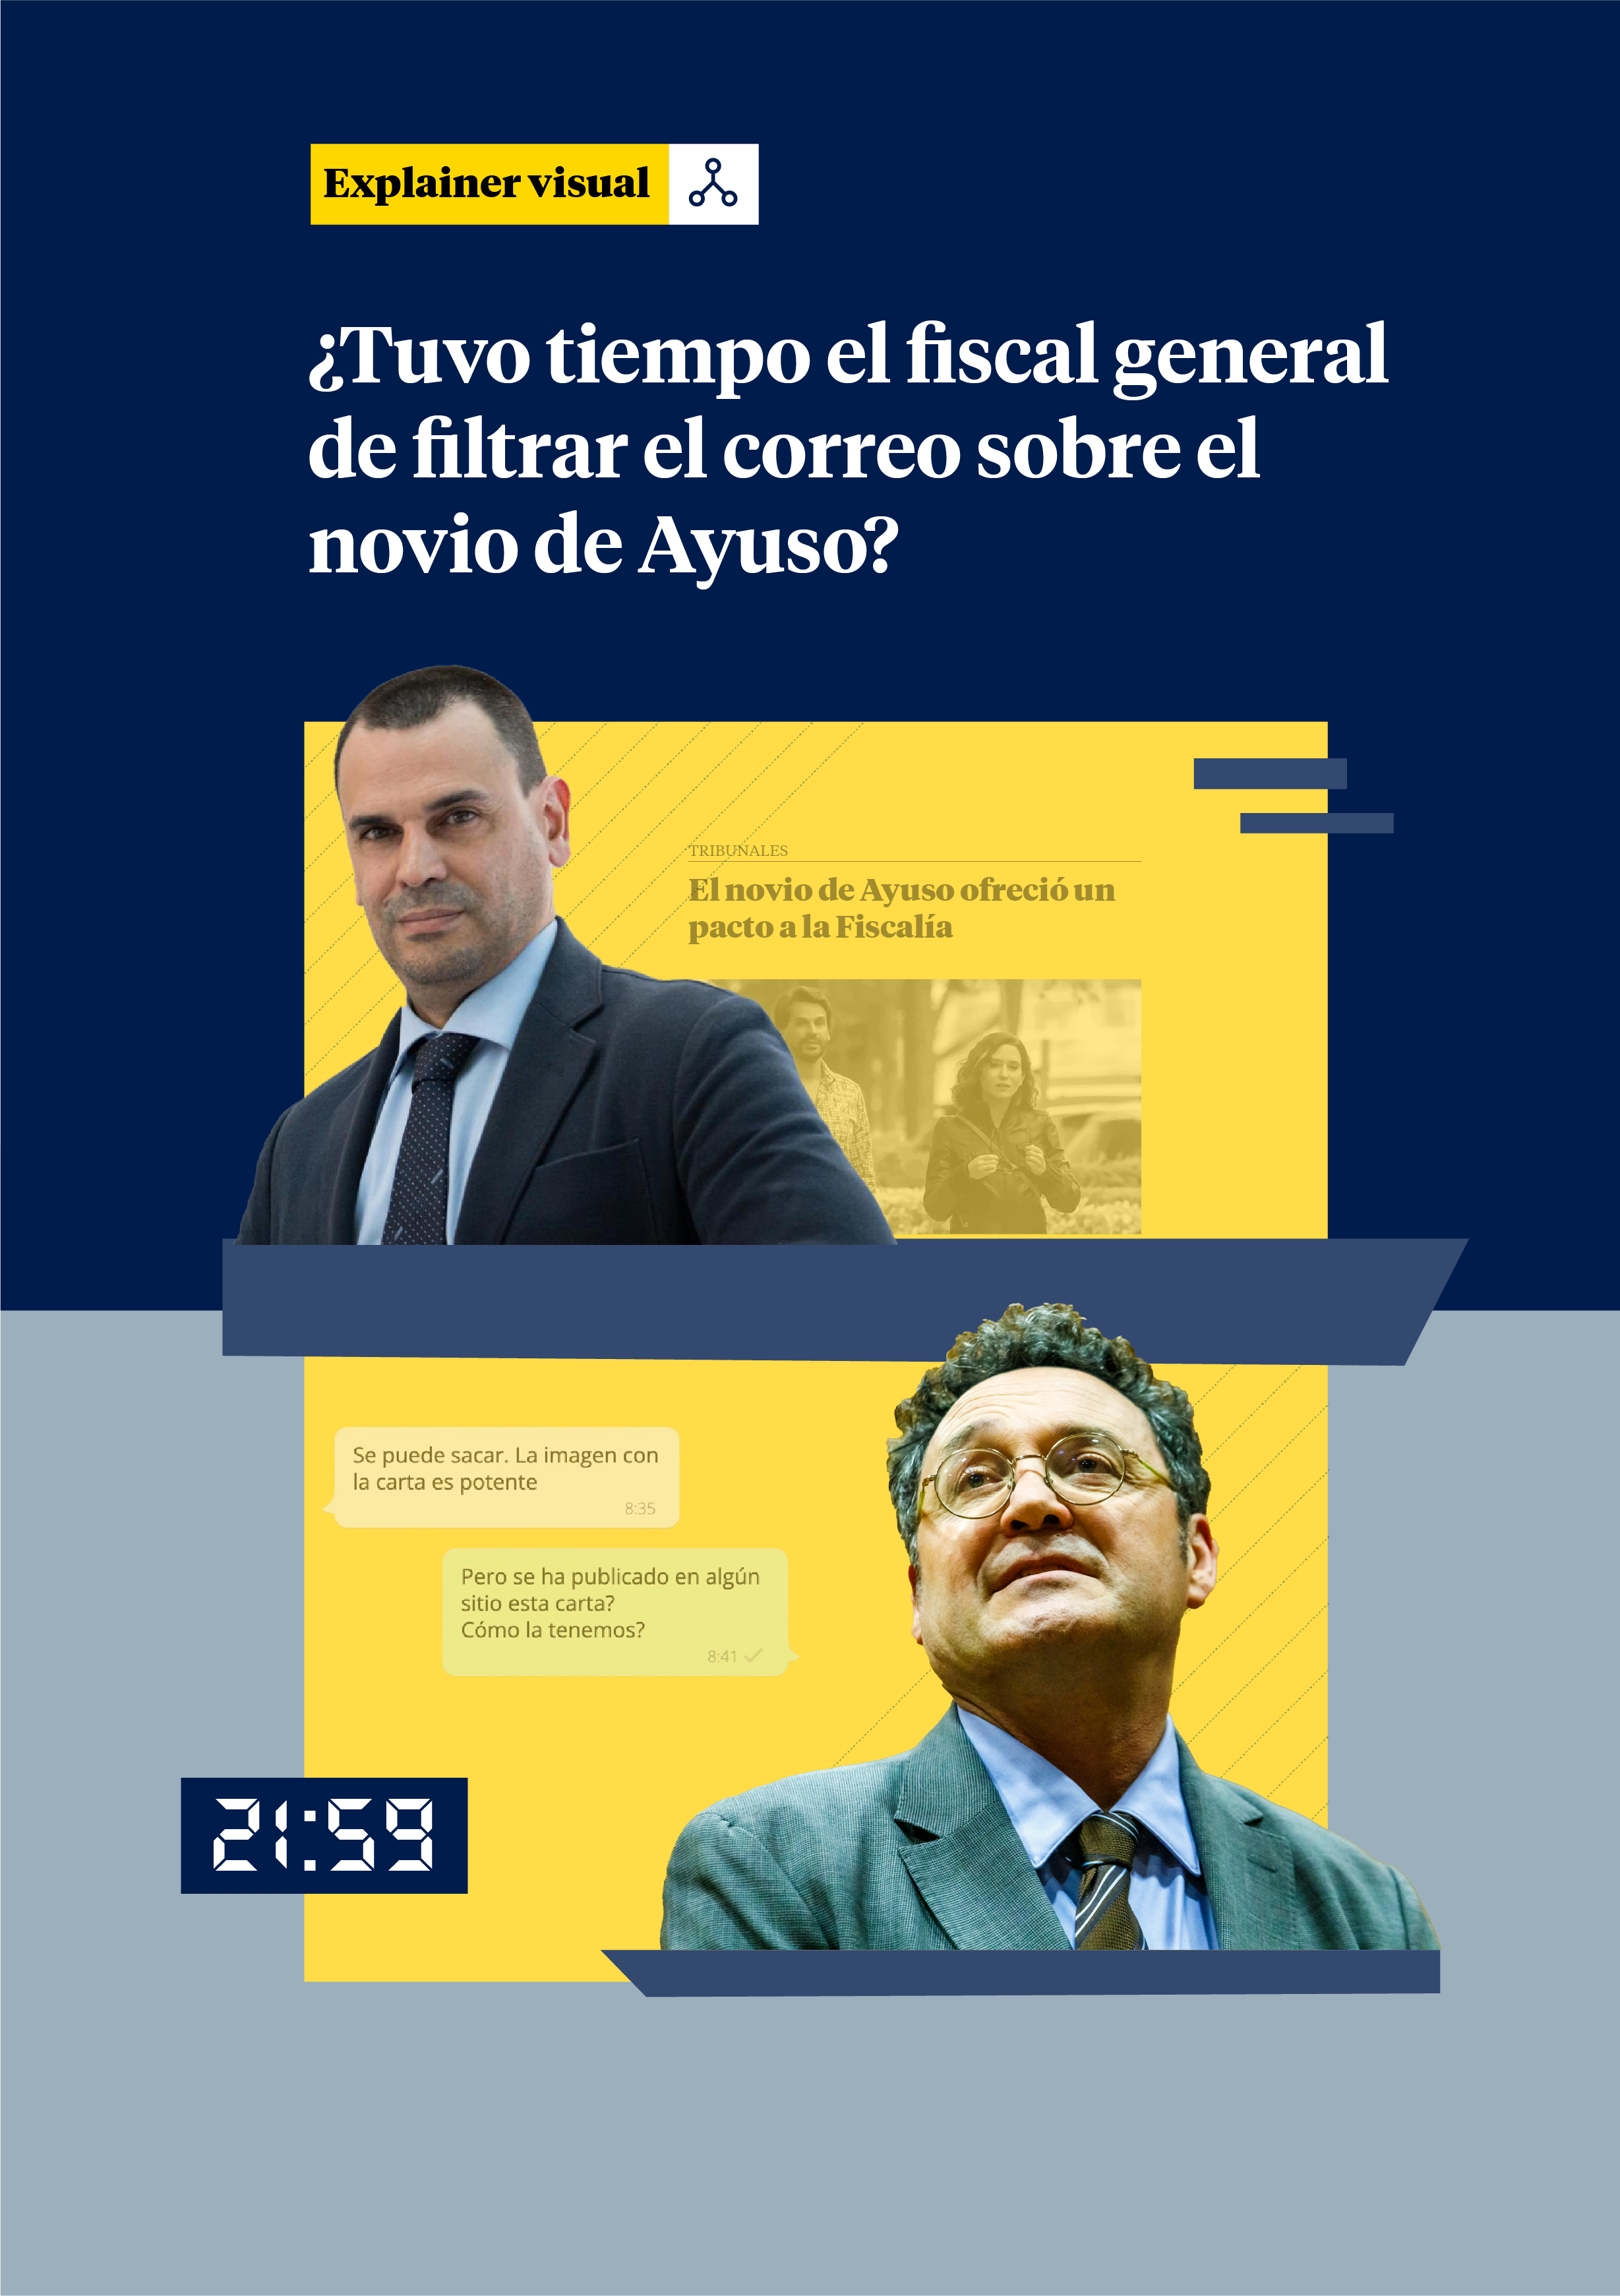 Explainer visual
¿Tuvo tiempo el fiscal general
de filtrar el correo sobre el
novio de Ayuso?
TRIBUNALES
El novio de Ayuso ofreció un
pacto a la Fiscalía
Se puede sacar. La imagen con
la carta es potente
8:35
Pero se ha publicado en algún
sitio esta carta?
Cómo la tenemos?
8:41
21:59